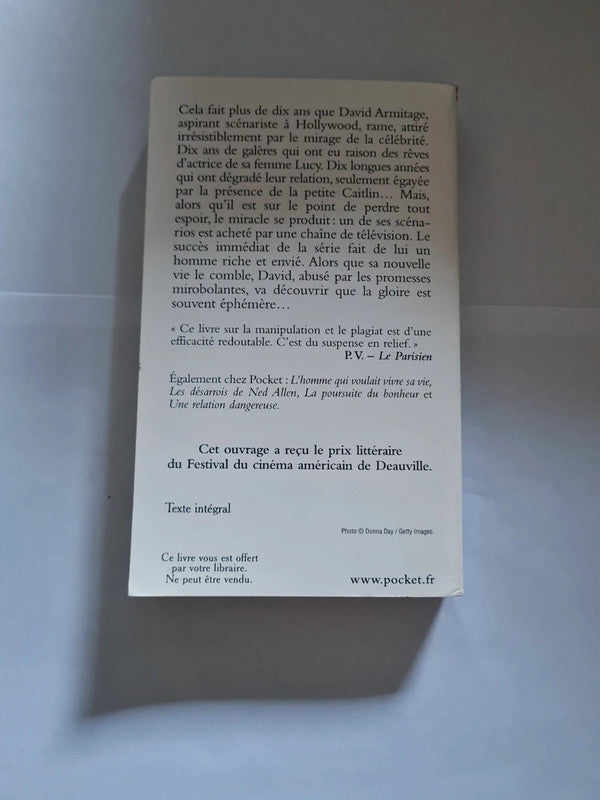 Cela fait plus de dix ans que David Armitage,
aspirant scénariste à Hollywood, rame, attiré
irrésistiblement par le mirage de la célébrité.
Dix ans de galères qui ont eu raison des rêves
d'actrice de sa femme Lucy. Dix longues années
qui ont dégradé leur relation, seulement égayée
par la présence de la petite Caitlin... Mais,
alors qu'il est sur le point de perdre tout
espoir, le miracle se produit : un de ses scéna-
rios est acheté par une chaîne de télévision. Le
succès immédiat de la série fait de lui un
homme riche et envié. Alors que sa nouvelle
vie le comble, David, abusé par les promesses
mirobolantes, va découvrir que la gloire est
souvent éphémère...
« Ce livre sur la manipulation et le plagiat est d'une
efficacité redoutable. C'est du suspense en relief. »
P.V. – Le Parisien
Également chez Pocket : L'homme qui voulait vivre sa vie,
Les désarrois de Ned Allen, La poursuite du bonheur et
Une relation dangereuse.
Cet ouvrage a reçu le prix littéraire
du Festival du cinéma américain de Deauville.
Texte intégral
Photo © Donna Day / Getty Images.
Ce livre vous est offert
par votre libraire.
Ne peut être vendu.
www.pocket.fr